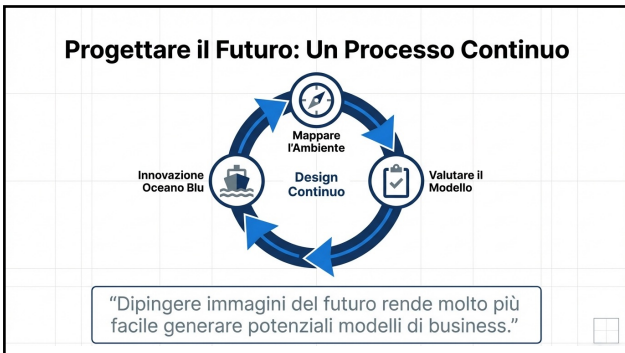 Progettare il Futuro: Un Processo Continuo
Mappare
l'Ambiente
Innovazione
Oceano Blu
Design
Continuo
Valutare il
Modello
“Dipingere immagini del futuro rende molto più
facile generare potenziali modelli di business.”